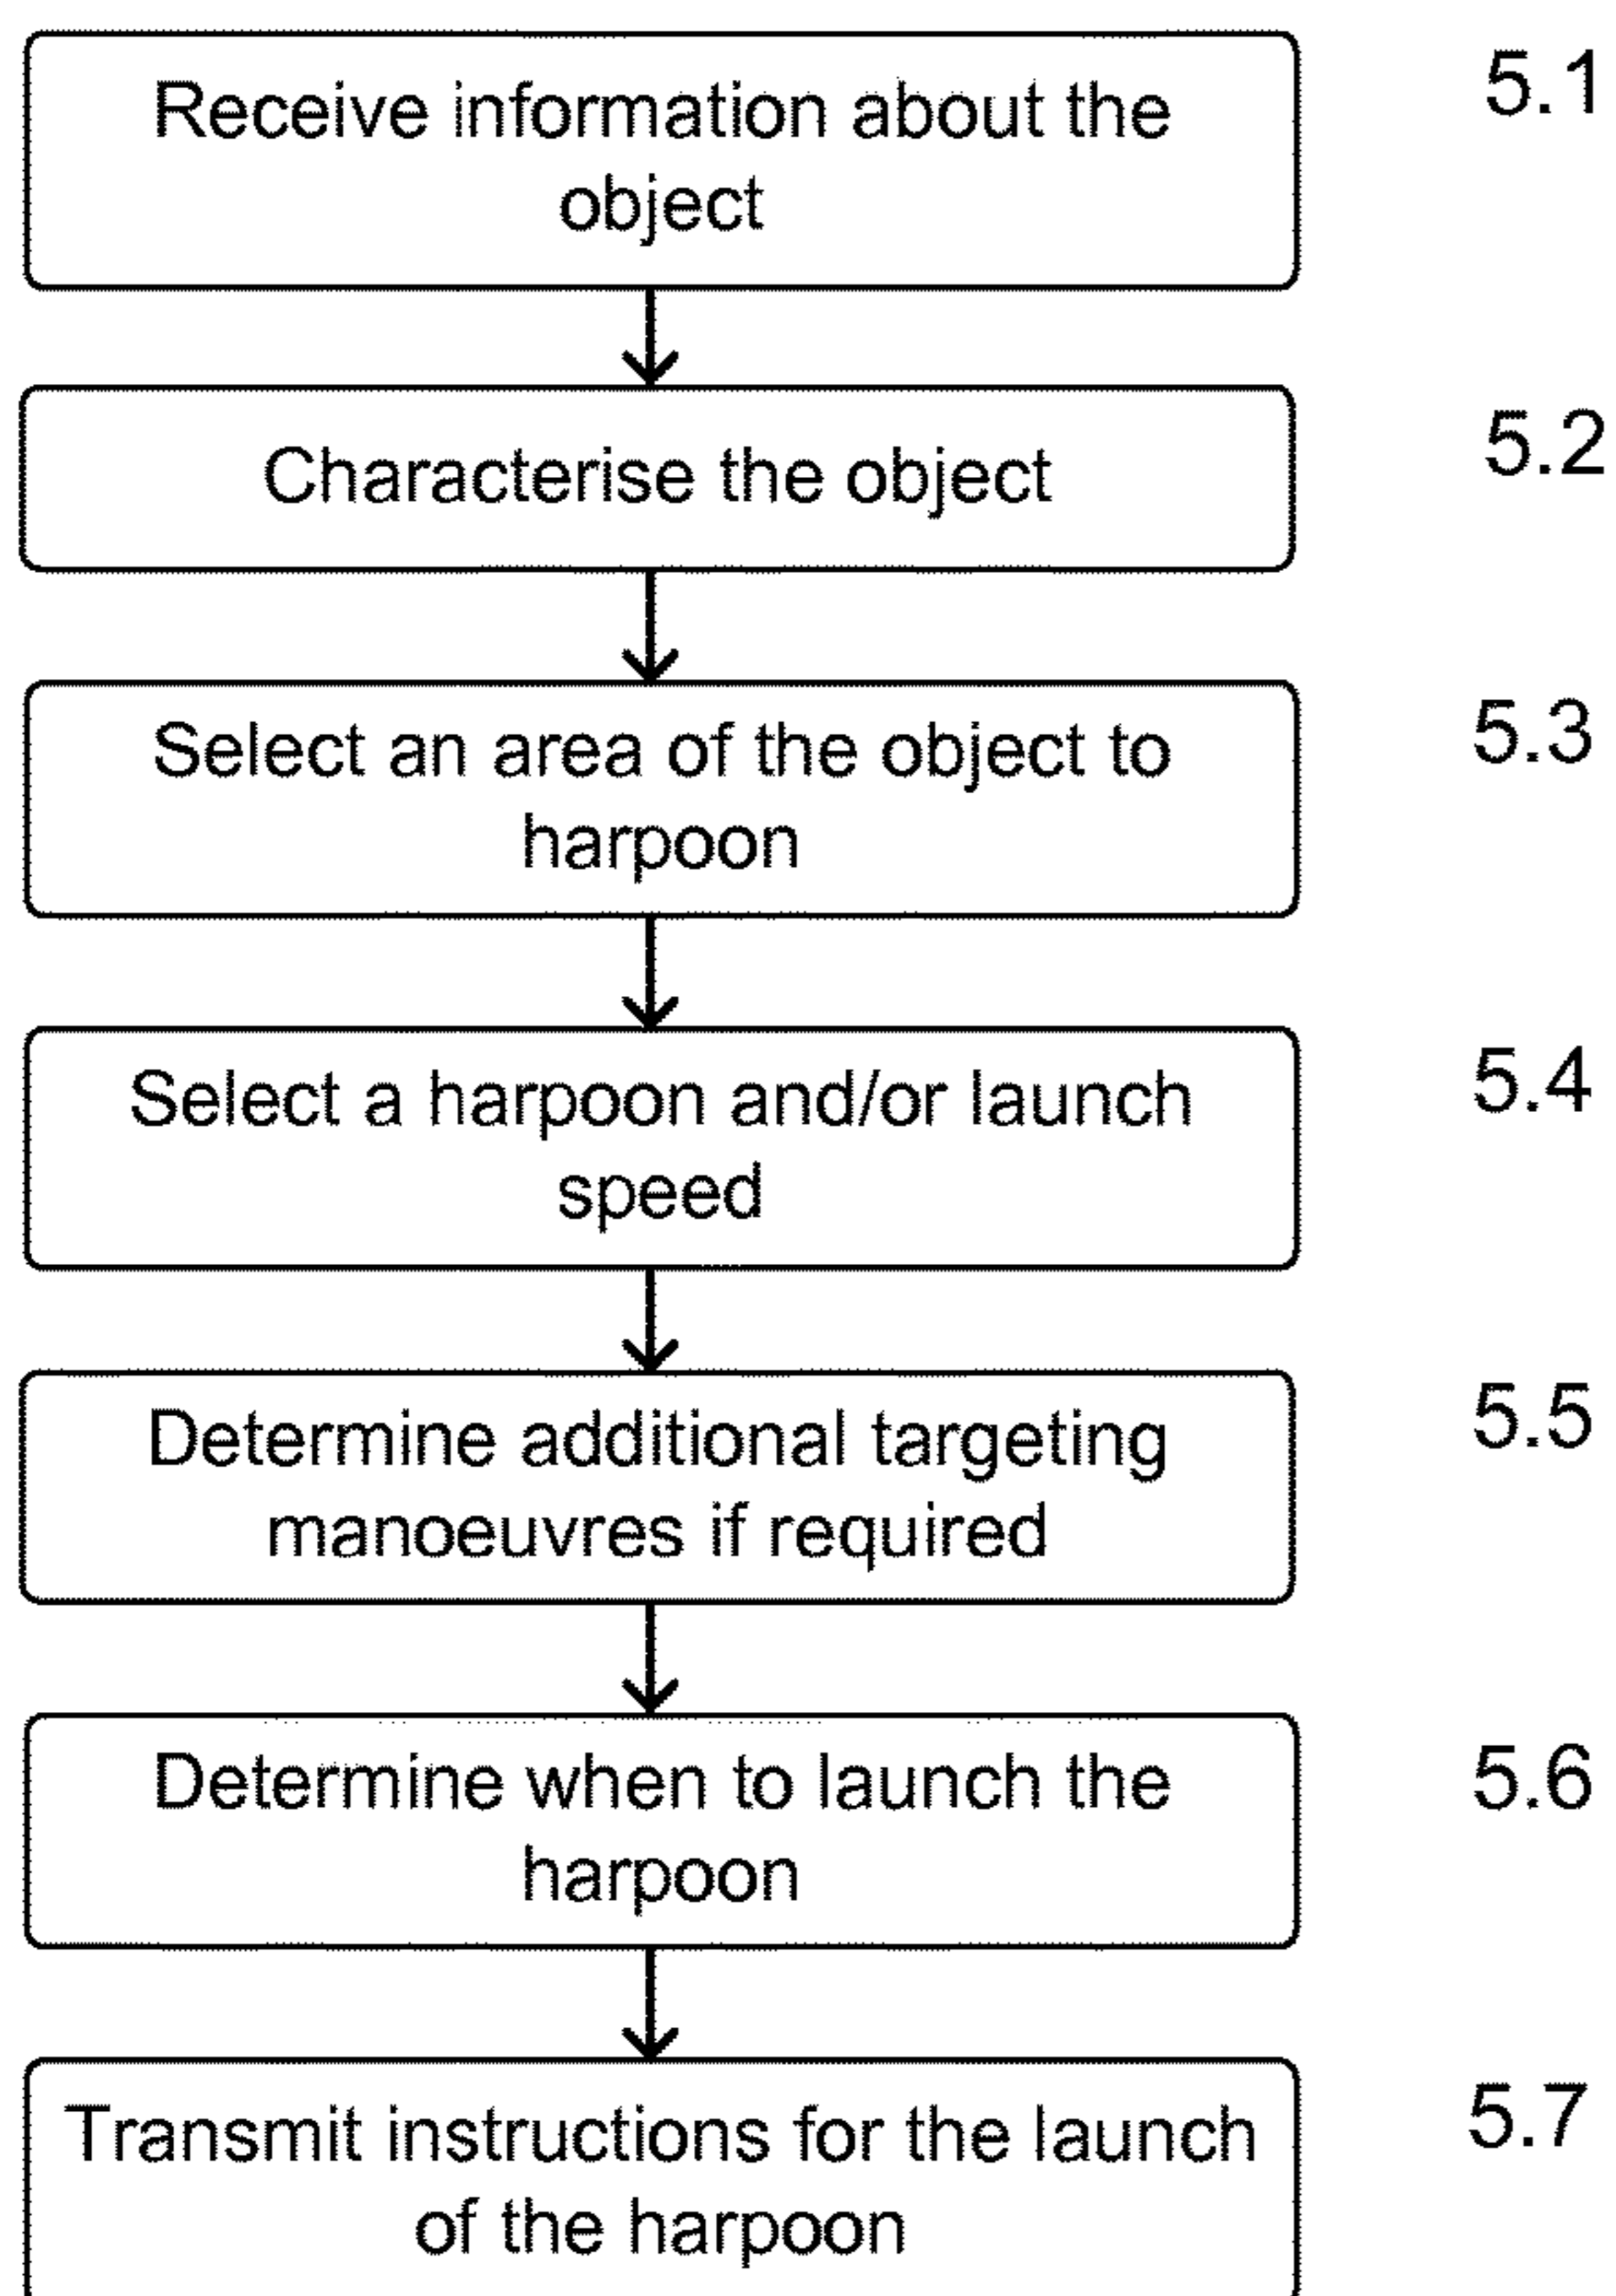 Receive information about the
object
5.1
Characterise the object
5.2
Select an area of the object to
harpoon
5.3
Select a harpoon and/or launch
speed
5.4
Determine additional targeting
manoeuvres if required
5.5
Determine when to launch the
harpoon
5.6
Transmit instructions for the launch
of the harpoon
5.7